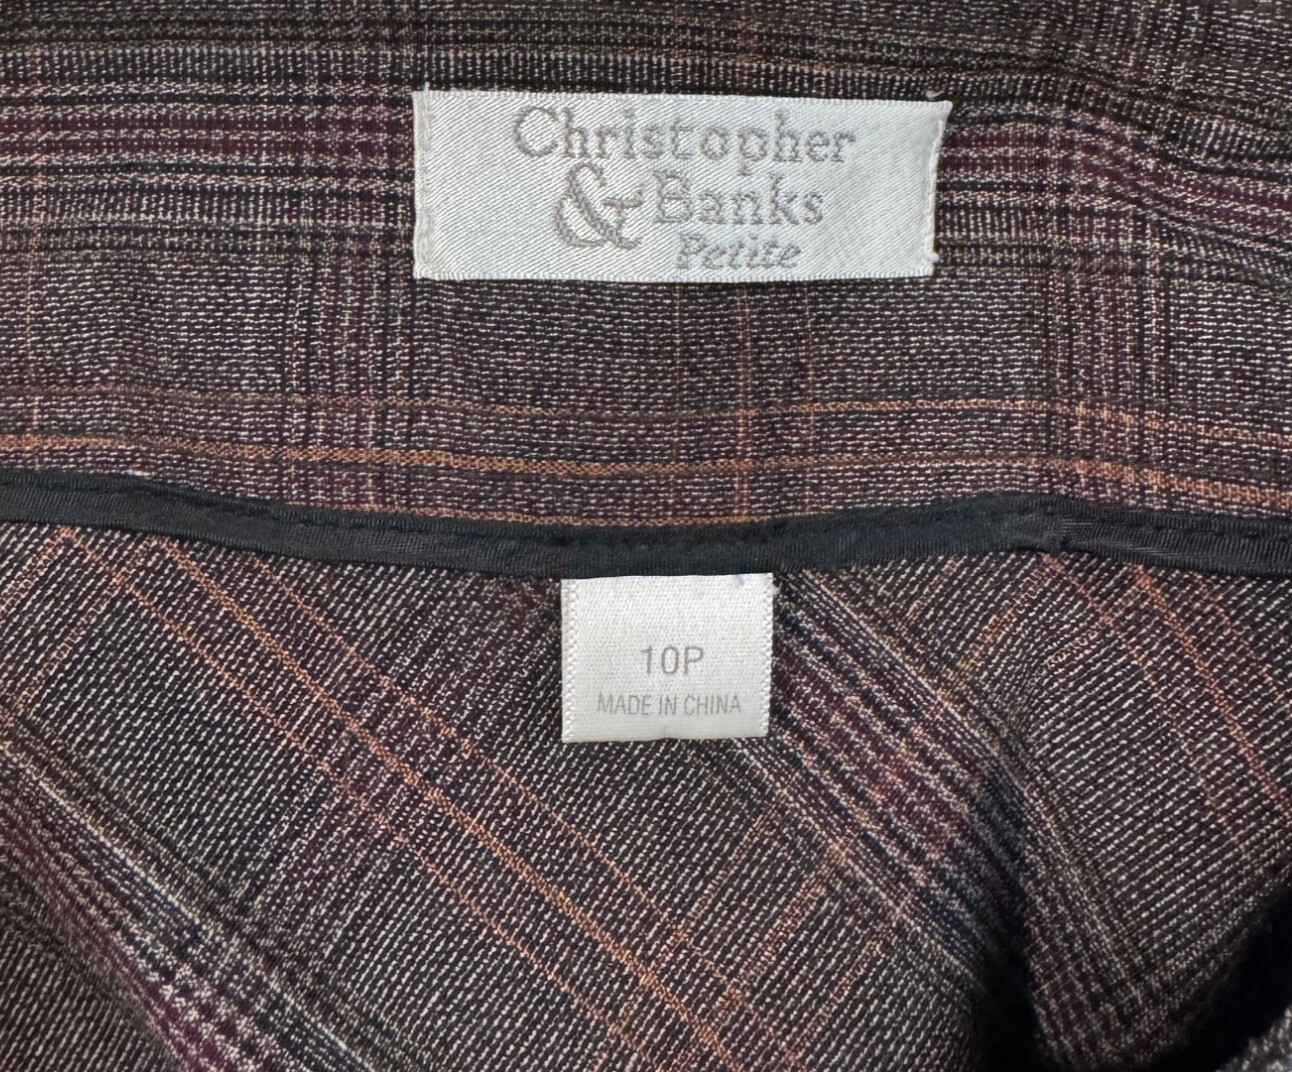 Christopher
& Banks
Petite
10P
MADE IN CHINA